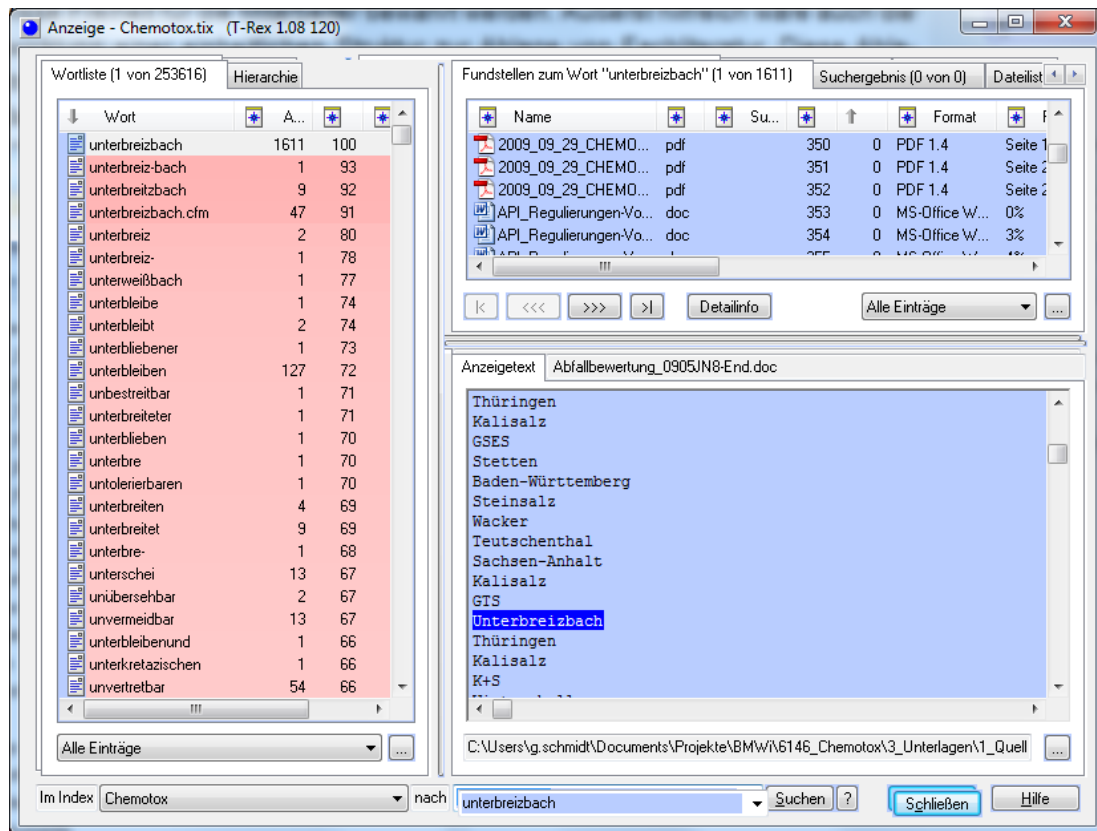 Anzeige - Chemotox.tix (T-Rex 1.08 120)
Wortliste (1 von 253616) Hierarchie
Wort A...
unterbreizbach 1611 100
unterbreiz-bach 1 93
unterbreitzbach 9 92
unterbreizbach.cfm 47 91
unterbreiz 2 80
unterbreiz- 1 78
unterweißbach 1 77
unterbleibe 1 74
unterbleibt 2 74
unterbliebener 1 73
unterbleiben 127 72
unbestreitbar 1 71
unterbreiteter 1 71
unterblieben 1 70
unterbre 1 70
untolerierbaren 1 70
unterbreiten 4 69
unterbreitet 9 69
unterbre- 1 68
unterschei 13 67
unübersehbar 2 67
unvermeidbar 13 67
unterbleibenund 1 66
unterkretazischen 1 66
unvertretbar 54 66
Alle Einträge ...
Fundstellen zum Wort "unterbreizbach" (1 von 1611) Suchergebnis (0 von 0) Dateilist
Name Su... Format F
2009_09_29_CHEMO... pdf 350 0 PDF 1.4 Seite 1
2009_09_29_CHEMO... pdf 351 0 PDF 1.4 Seite 2
2009_09_29_CHEMO... pdf 352 0 PDF 1.4 Seite 2
API_Regulierungen-Vo... doc 353 0 MS-Office W... 0%
API_Regulierungen-Vo... doc 354 0 MS-Office W... 3%
|< <<< >>> >| Detailinfo Alle Einträge ...
Anzeigetext Abfallbewertung_0905JN8-End.doc
Thüringen
Kalisalz
GSES
Stetten
Baden-Württemberg
Steinsalz
Wacker
Teutschenthal
Sachsen-Anhalt
Kalisalz
GTS
Unterbreizbach
Thüringen
Kalisalz
K+S
C:\Users\g.schmidt\Documents\Projekte\BMWi\6146_Chemotox\3_Unterlagen\1_Quell ...
Im Index Chemotox nach unterbreizbach Suchen ? Schließen Hilfe